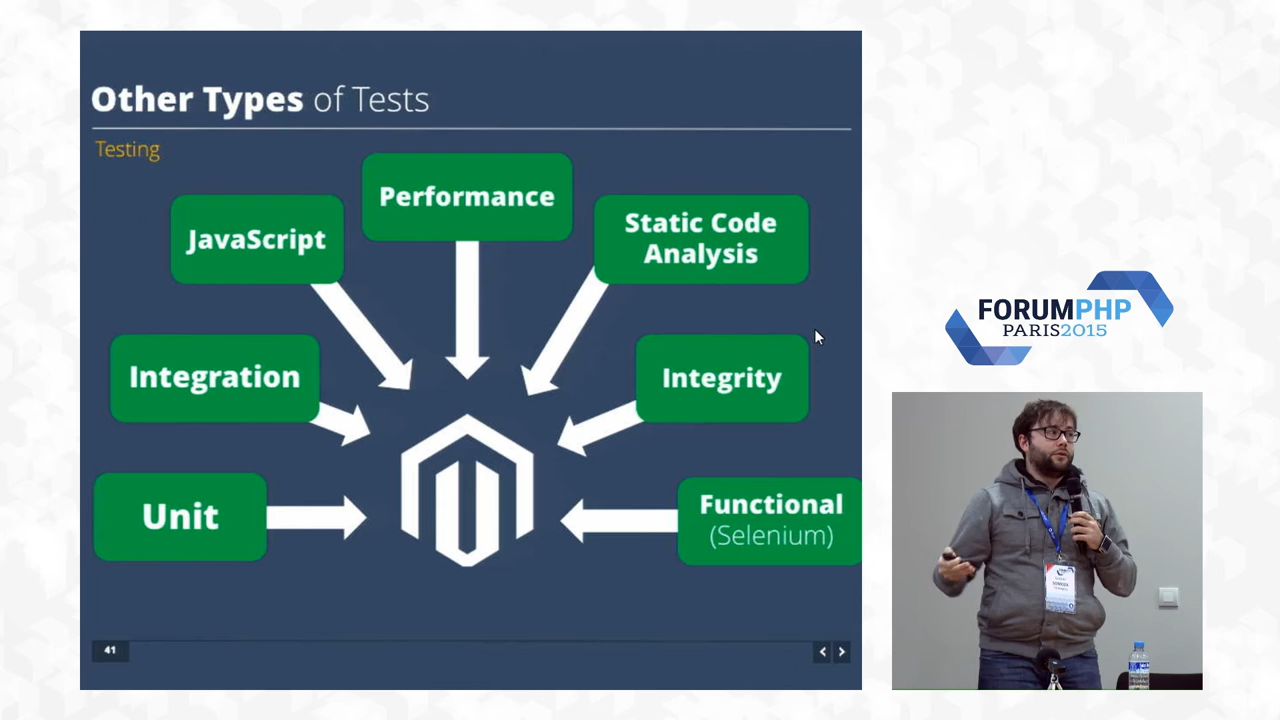 Other Types of Tests
Testing
Performance
JavaScript
Static Code
Analysis
Integration
Integrity
Unit
Functional
(Selenium)
41
FORUMPHP
PARIS2015